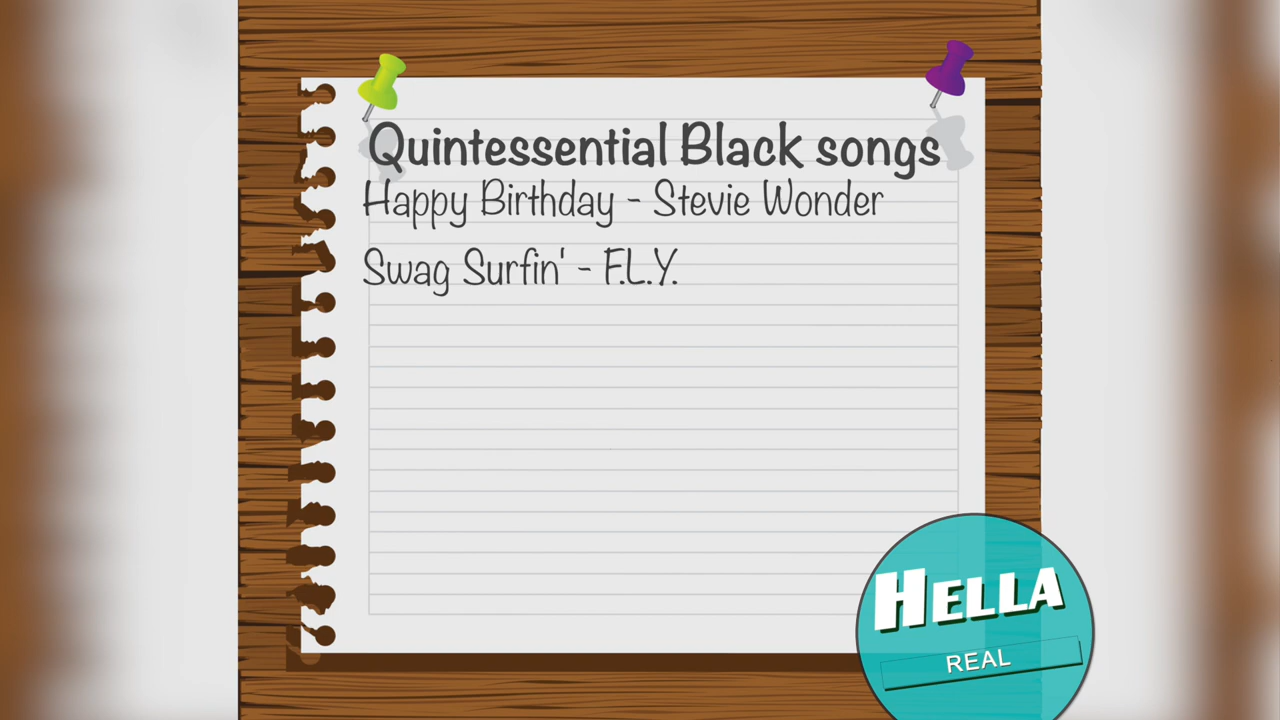 Quintessential Black songs
Happy Birthday - Stevie Wonder
Swag Surfin' - F.L.Y.
HELLA
REAL